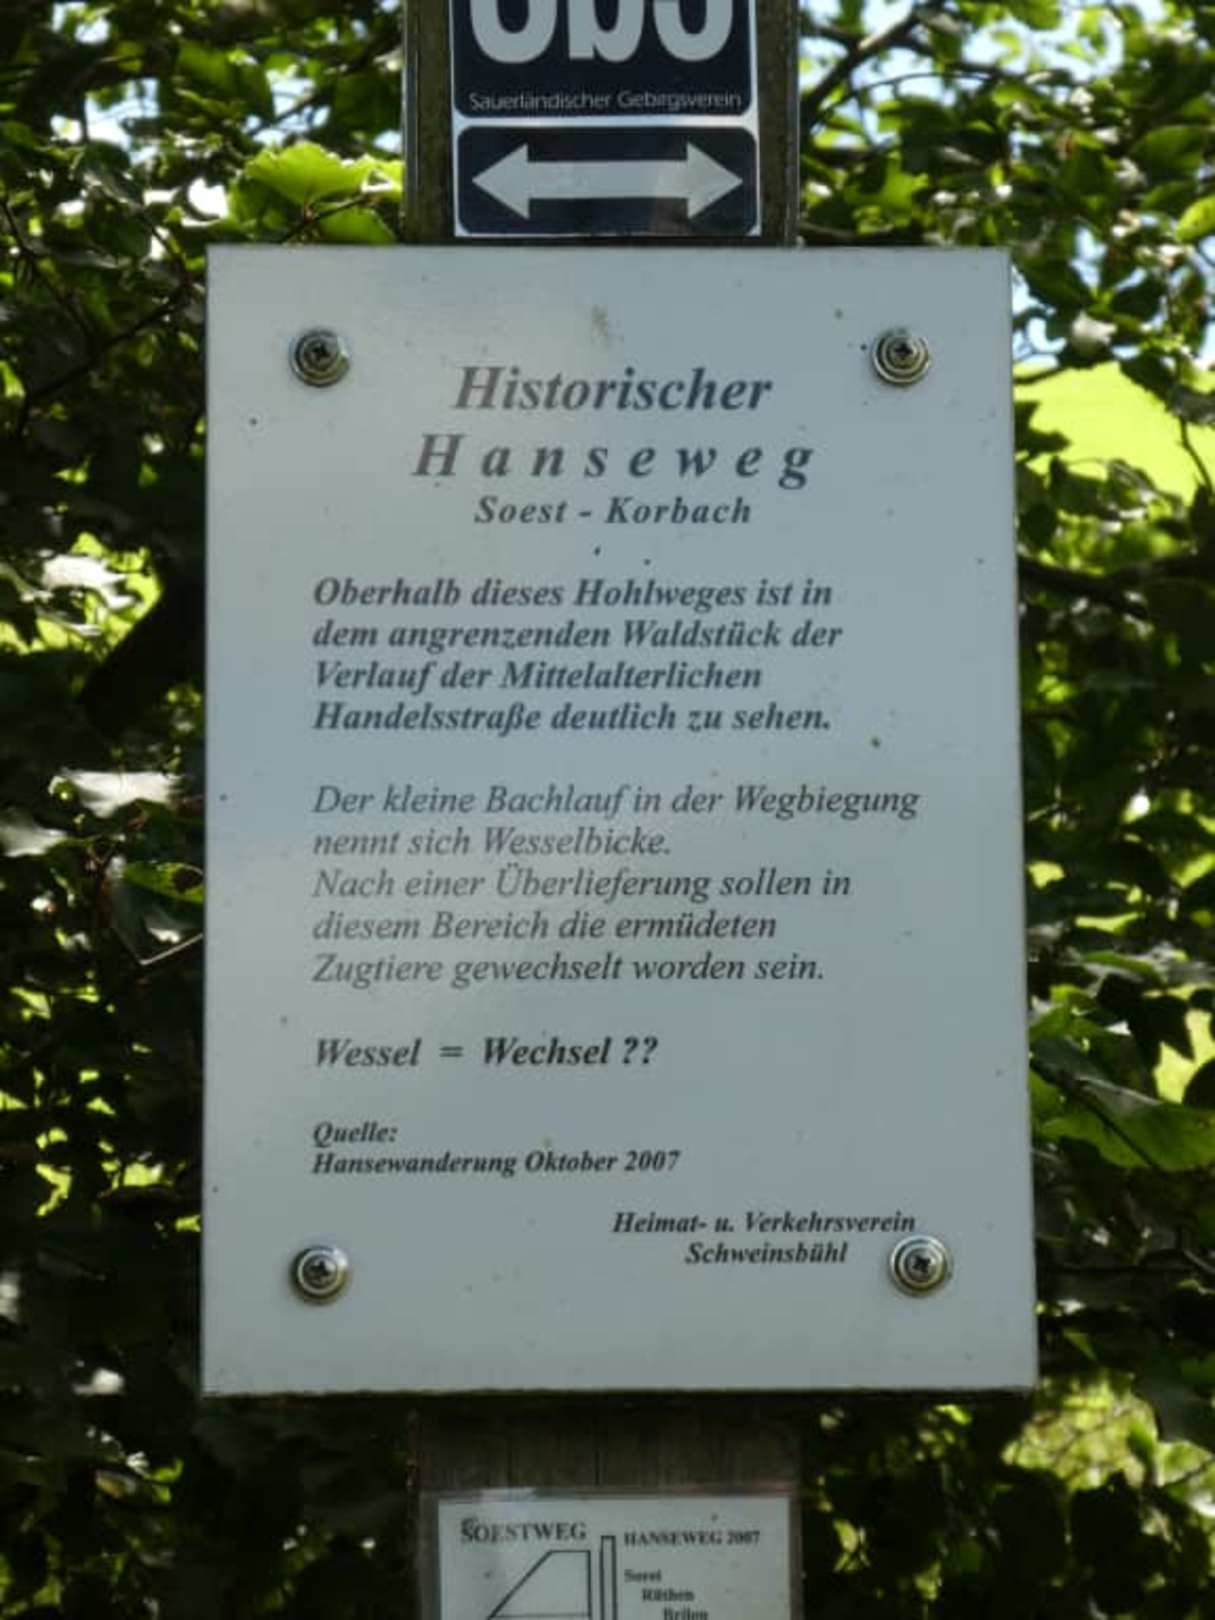 Sauerländischer Gebirgsverein
Historischer
Hanseweg
Soest - Korbach
Oberhalb dieses Hohlweges ist in
dem angrenzenden Waldstück der
Verlauf der Mittelalterlichen
Handelsstraße deutlich zu sehen.
Der kleine Bachlauf in der Wegbiegung
nennt sich Wesselbicke.
Nach einer Überlieferung sollen in
diesem Bereich die ermüdeten
Zugtiere gewechselt worden sein.
Wessel = Wechsel ??
Quelle:
Hansewanderung Oktober 2007
Heimat- u. Verkehrsverein
Schweinsbühl
SOESTWEG
HANSEWEG 2007
Soest
Rüthen
Brilon